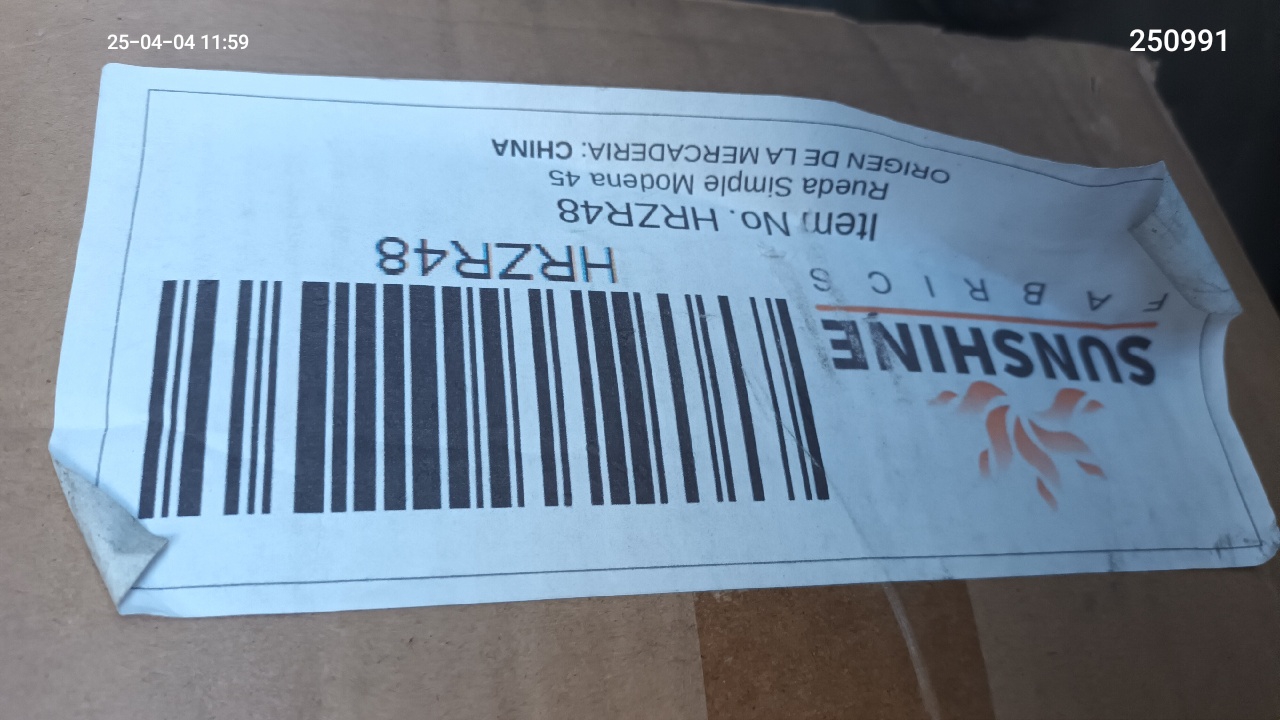 25-04-04 11:59
250991
SUNSHINE
FABRICS
HRZR48
Item No. HRZR48
Rueda Simple Modena 45
ORIGEN DE LA MERCADERIA: CHINA